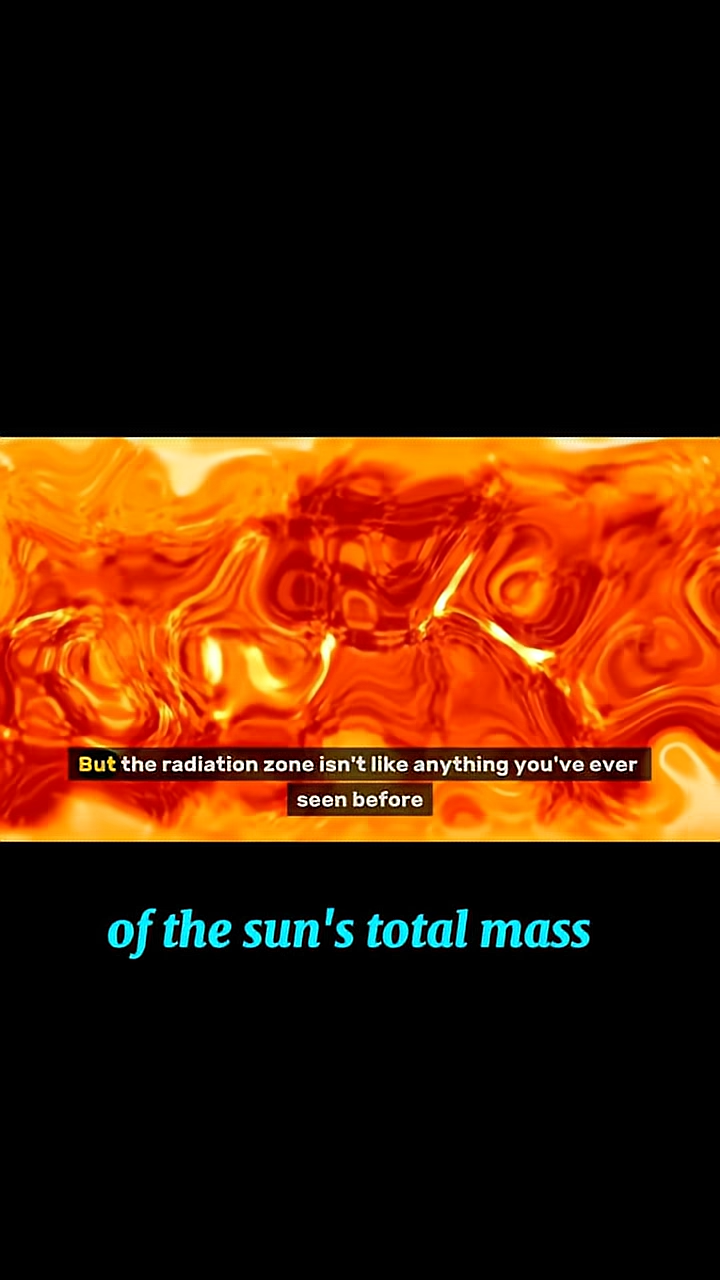 But the radiation zone isn't like anything you've ever
seen before
of the sun's total mass